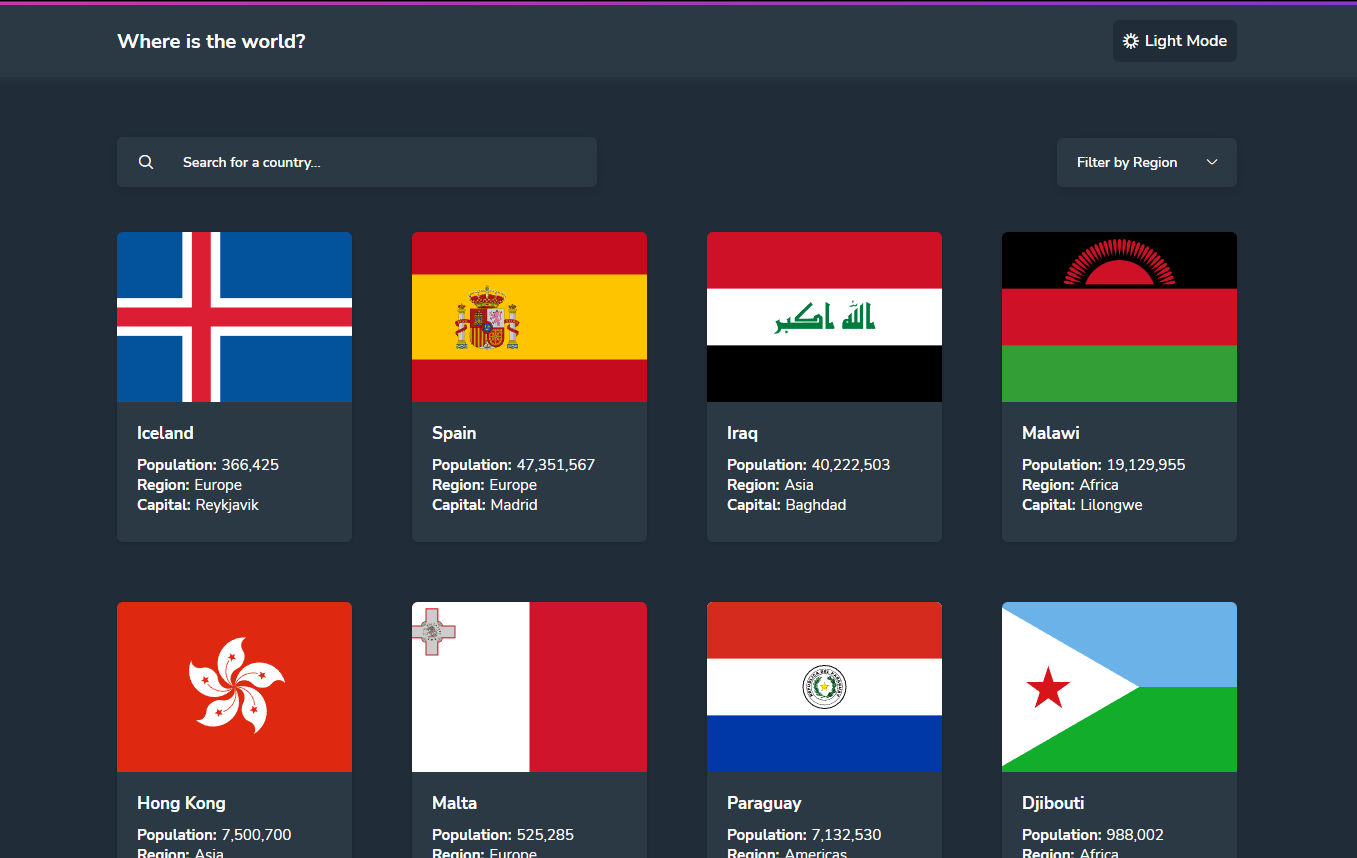 Where is the world?
Light Mode
Search for a country...
Filter by Region
الله اكبر
Iceland
Population: 366,425
Region: Europe
Capital: Reykjavik
Spain
Population: 47,351,567
Region: Europe
Capital: Madrid
Iraq
Population: 40,222,503
Region: Asia
Capital: Baghdad
Malawi
Population: 19,129,955
Region: Africa
Capital: Lilongwe
REPUBLICA DEL PARAGUAY
Hong Kong
Population: 7,500,700
Region: Asia
Malta
Population: 525,285
Region: Europe
Paraguay
Population: 7,132,530
Region: Americas
Djibouti
Population: 988,002
Region: Africa